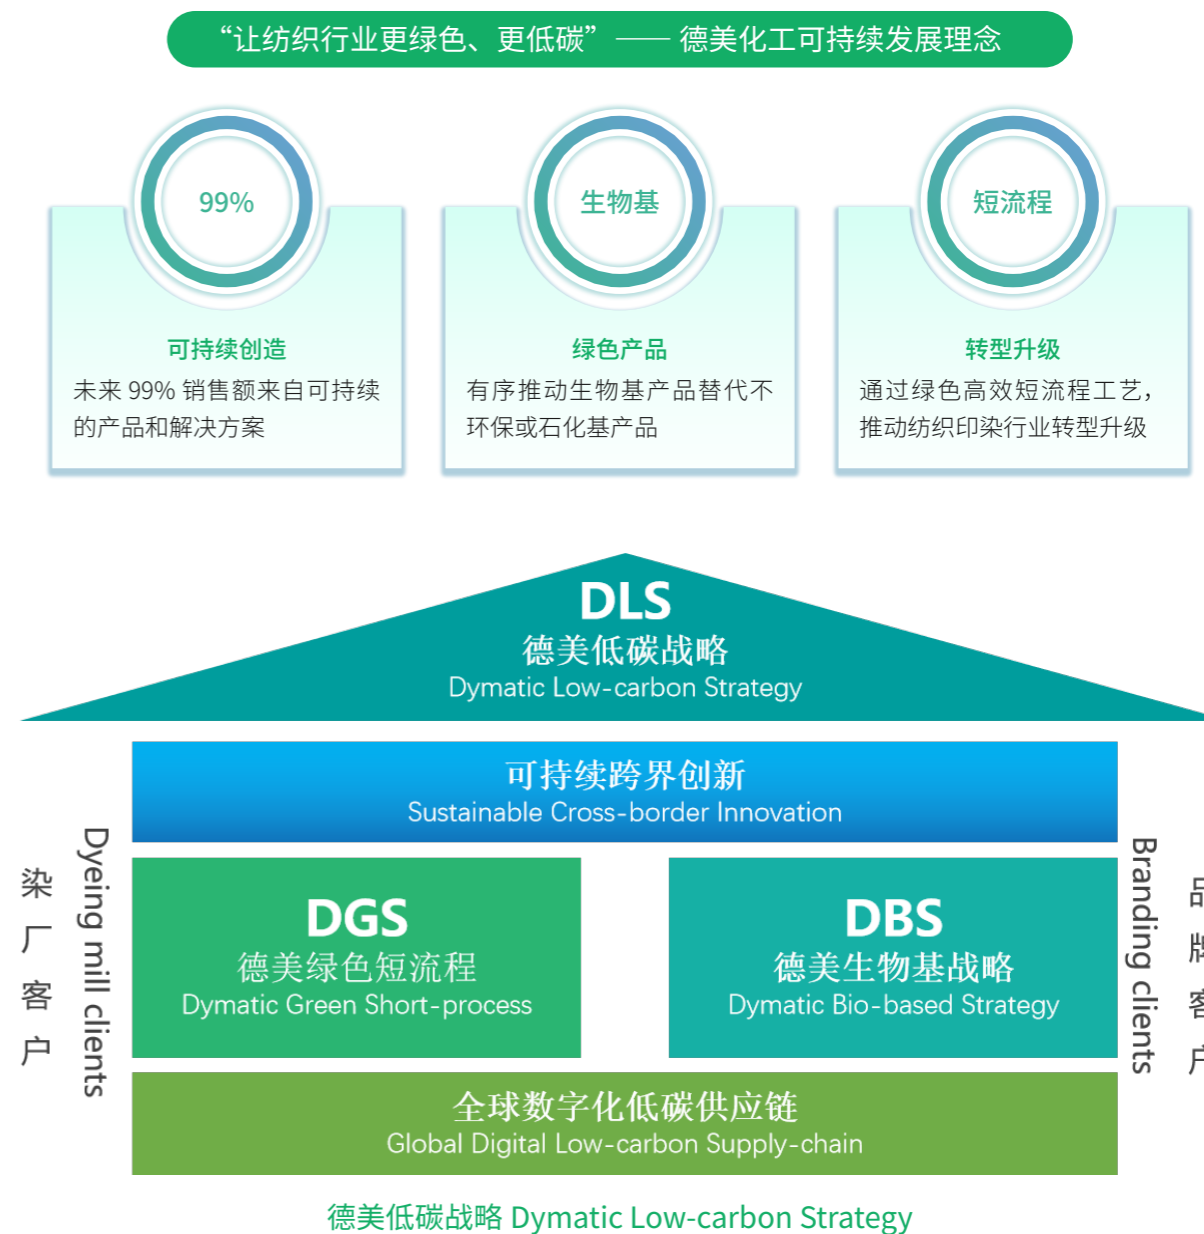 “让纺织行业更绿色、更低碳” —— 德美化工可持续发展理念
99%
可持续创造
未来 99% 销售额来自可持续
的产品和解决方案
生物基
绿色产品
有序推动生物基产品替代不
环保或石化基产品
短流程
转型升级
通过绿色高效短流程工艺，
推动纺织印染行业转型升级
DLS
德美低碳战略
Dymatic Low-carbon Strategy
染厂客户
Dyeing mill clients
可持续跨界创新
Sustainable Cross-border Innovation
DGS
德美绿色短流程
Dymatic Green Short-process
DBS
德美生物基战略
Dymatic Bio-based Strategy
全球数字化低碳供应链
Global Digital Low-carbon Supply-chain
Branding clients
品牌客户
德美低碳战略 Dymatic Low-carbon Strategy